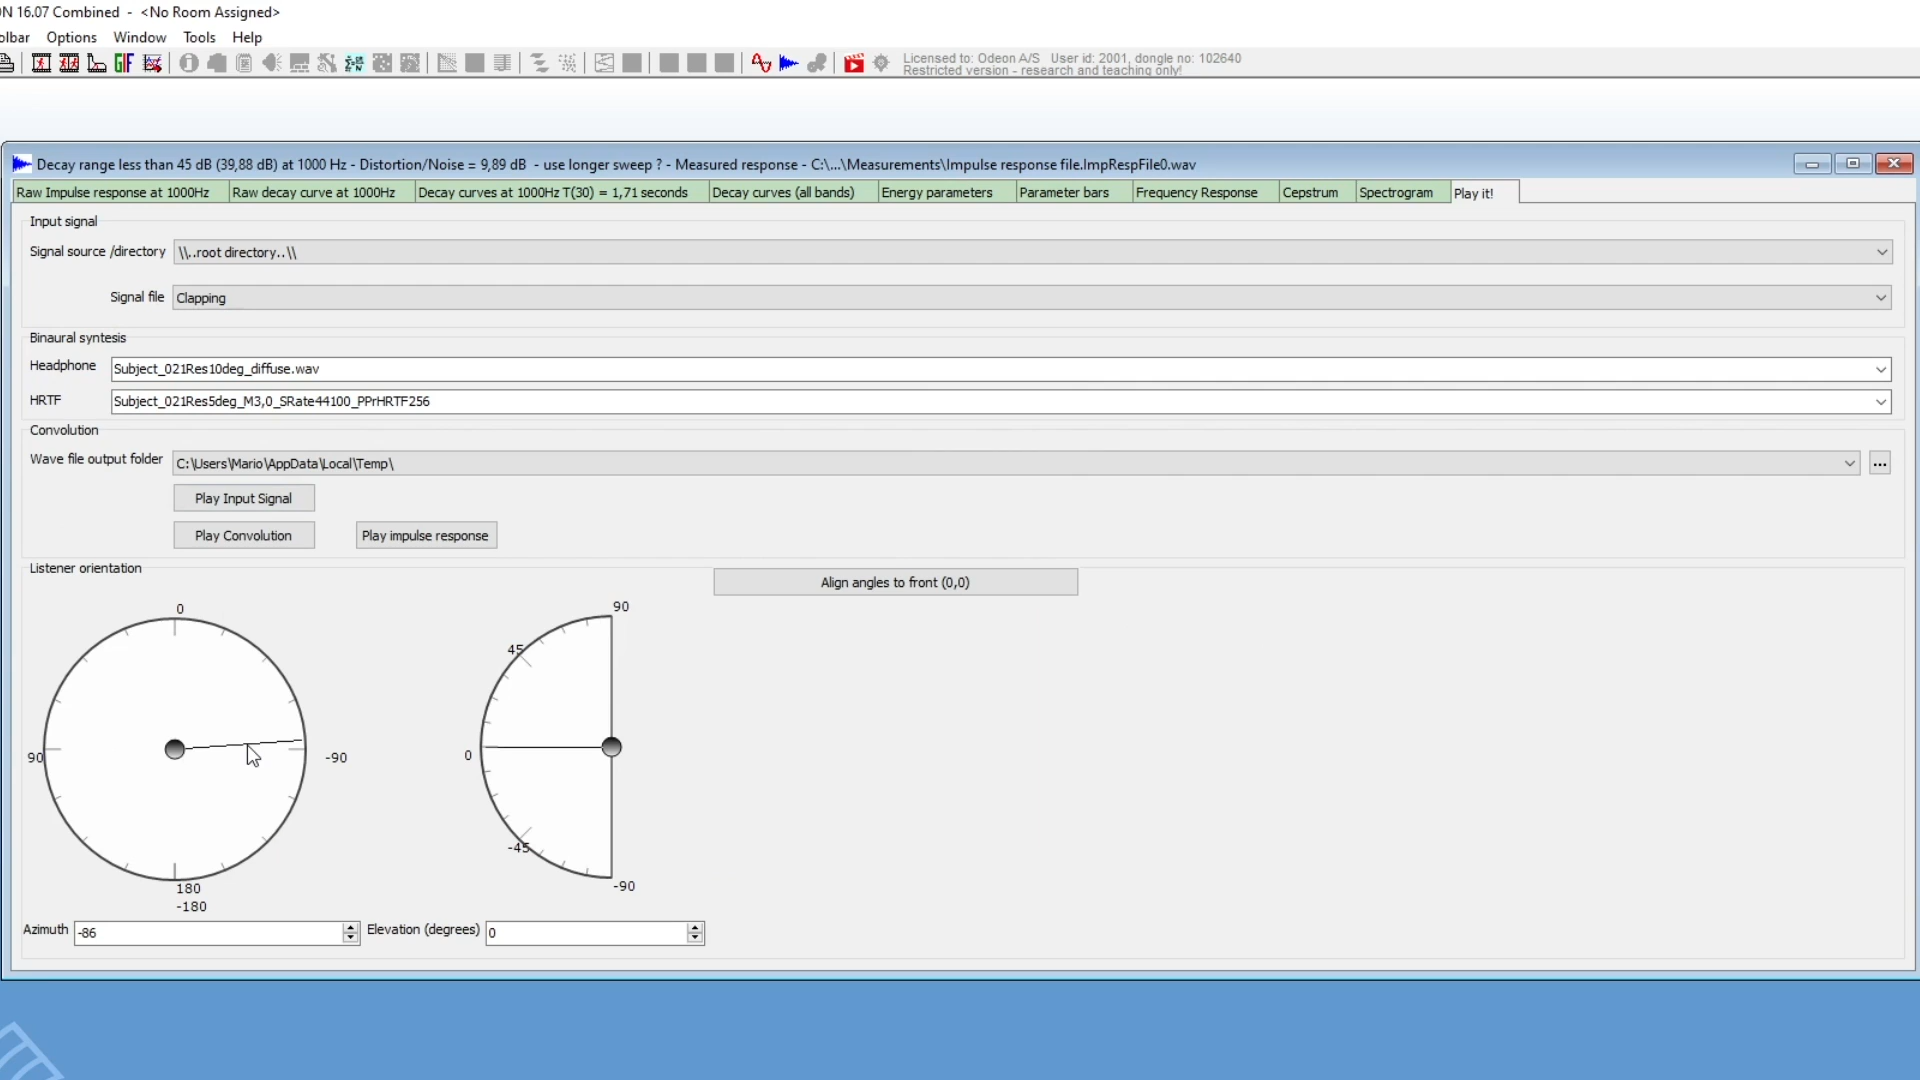 ON 16.07 Combined - <No Room Assigned>
olbar Options Window Tools Help
GIF
Licensed to: Odeon A/S User id: 2001, dongle no: 102640
Restricted version - research and teaching only!
Decay range less than 45 dB (39,88 dB) at 1000 Hz - Distortion/Noise = 9,89 dB - use longer sweep ? - Measured response - C:\...\Measurements\Impulse response file.ImpRespFile0.wav
Raw Impulse response at 1000Hz Raw decay curve at 1000Hz Decay curves at 1000Hz T(30) = 1,71 seconds Decay curves (all bands) Energy parameters Parameter bars Frequency Response Cepstrum Spectrogram Play it!
Input signal
Signal source /directory \\..root directory..\\
Signal file Clapping
Binaural syntesis
Headphone Subject_021Res10deg_diffuse.wav
HRTF Subject_021Res5deg_M3,0_SRate44100_PPrHRTF256
Convolution
Wave file output folder C:\Users\Mario\AppData\Local\Temp\ ...
Play Input Signal
Play Convolution Play impulse response
Listener orientation
Align angles to front (0,0)
0 90
45
90 -90 0
-45
180 -90
-180
Azimuth -86 Elevation (degrees) 0